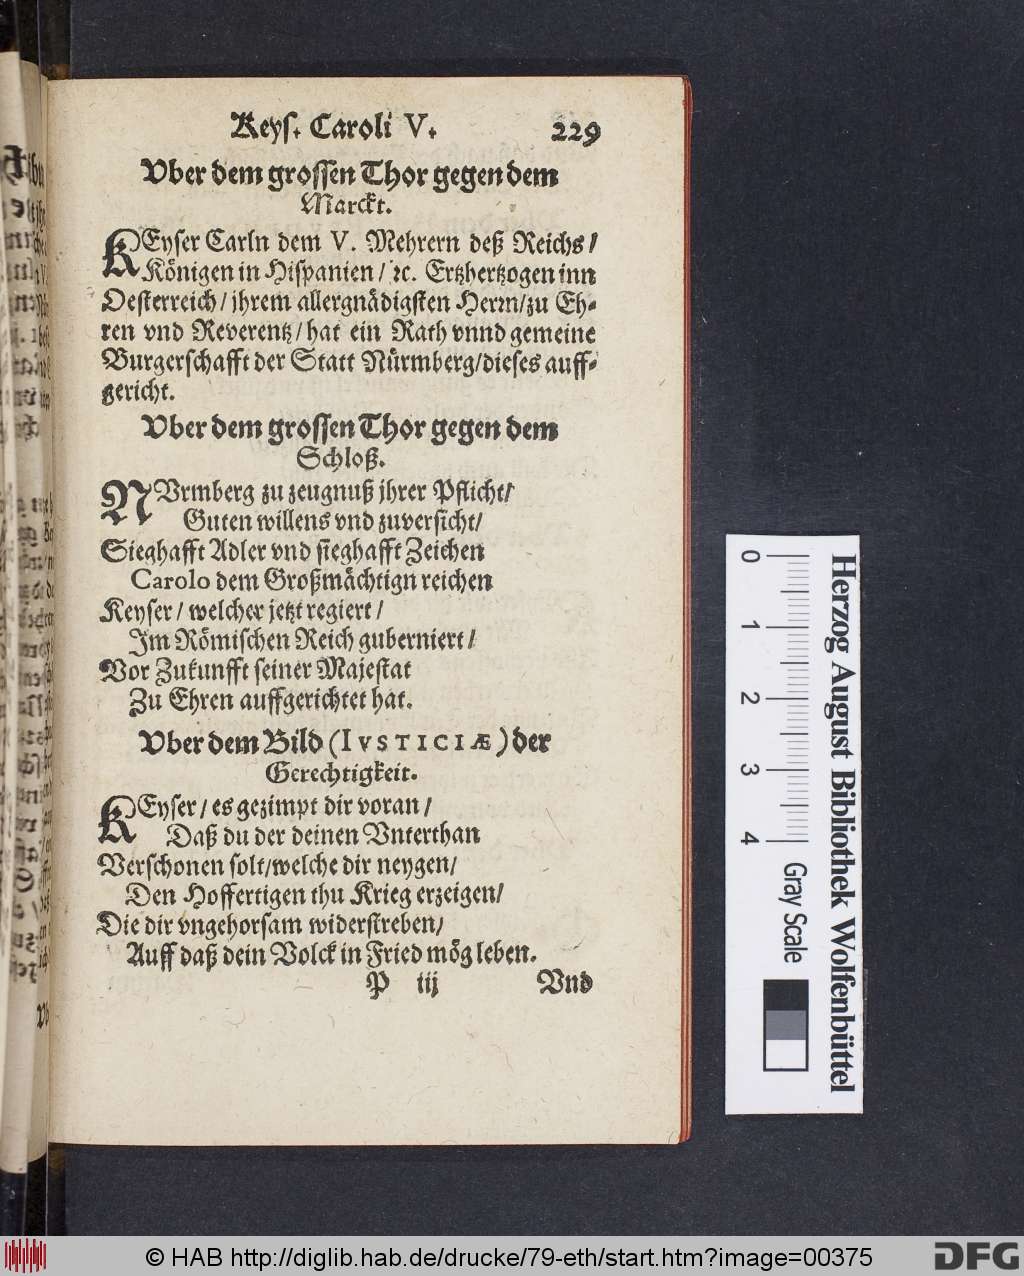 Keys. Caroli V. 229
Vber dem grossen Thor gegen dem
Marckt.
KEyser Carln dem V. Mehrern deß Reichs/
Königen in Hispanien/ ꝛc. Ertzhertzogen inn
Oesterreich/ jhrem allergnädigsten Herrn/zu Eh-
ren vnd Reverentz/ hat ein Rath vnnd gemeine
Burgerschafft der Statt Nürmberg/dieses auff-
gericht.
Vber dem grossen Thor gegen dem
Schloß.
NVrmberg zu zeugnuß jhrer Pflicht/
Guten willens vnd zuversicht/
Sieghafft Adler vnd sieghafft Zeichen
Carolo dem Großmächtign reichen
Keyser/ welcher jetzt regiert/
Im Römischen Reich guberniert/
Vor Zukunfft seiner Majestat
Zu Ehren auffgerichtet hat.
Vber dem Bild (IVSTICIÆ) der
Gerechtigkeit.
KEyser/ es gezimpt dir voran/
Daß du der deinen Vnterthan
Verschonen solt/welche dir neygen/
Den Hoffertigen thu Krieg erzeigen/
Die dir vngehorsam widerstreben/
Auff daß dein Volck in Fried mög leben.
P iij Vnd
0 1 2 3 4 Gray Scale
Herzog August Bibliothek Wolfenbüttel
© HAB http://diglib.hab.de/drucke/79-eth/start.htm?image=00375
DFG